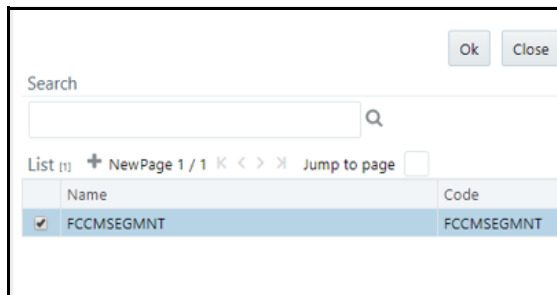 Ok Close
Search
List [1] NewPage 1 / 1 Jump to page
Name Code
FCCMSEGMNT FCCMSEGMNT